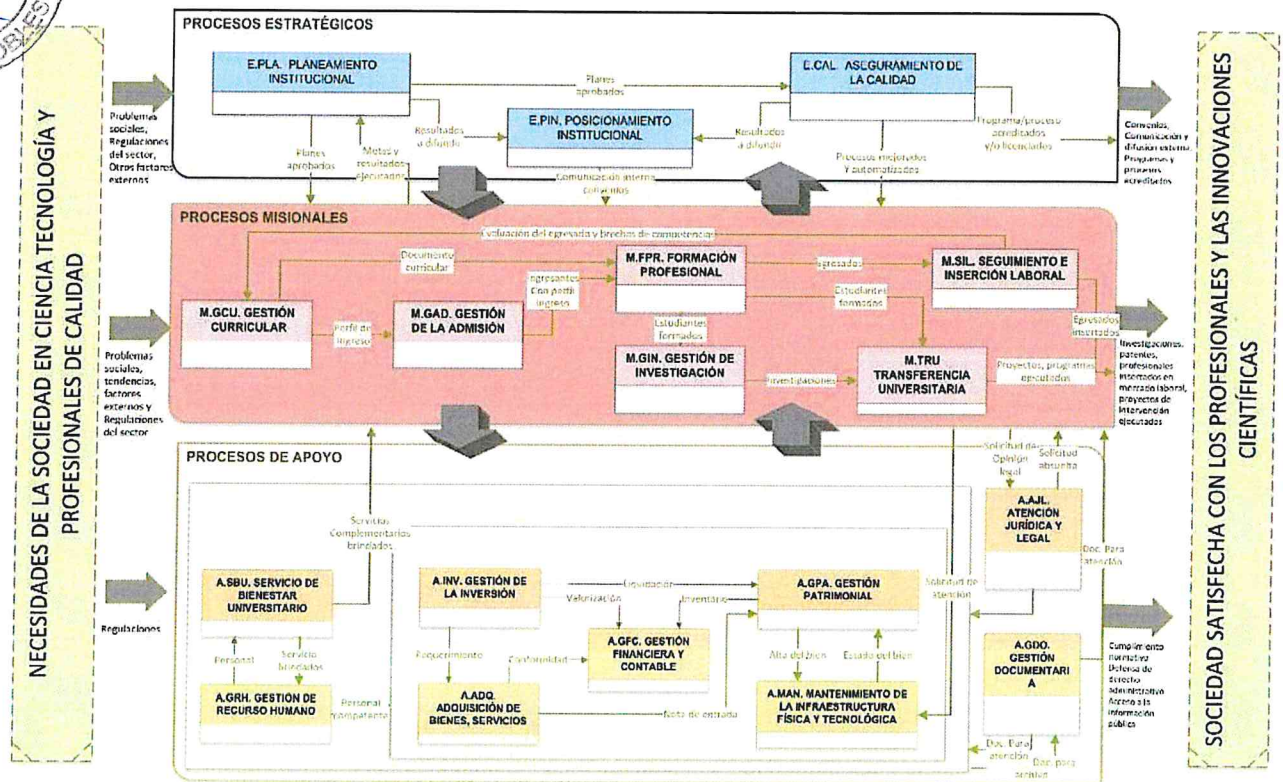 NECESIDADES DE LA SOCIEDAD EN CIENCIA TECNOLOGÍA Y
PROFESIONALES DE CALIDAD
PROCESOS ESTRATÉGICOS
E.PLA. PLANEAMIENTO
INSTITUCIONAL
E.CAL ASEGURAMIENTO DE
LA CALIDAD
Planes
aprobados
E.PIN. POSICIONAMIENTO
INSTITUCIONAL
Resultados
a difundir
Resultados
a difundir
Programa/proceso
acreditados
y/o licenciados
Planes
aprobados
Metas y
resultados
ejecutados
Procesos mejorados
Y automatizados
Comunicación interna
convenios
Problemas
sociales,
Regulaciones
del sector,
Otros factores
externos
Convenios,
Comunicación y
difusión externa,
Programas y
procesos
acreditados
PROCESOS MISIONALES
Evaluación del egresado y brechas de competencias
Documento
curricular
M.FPR. FORMACIÓN
PROFESIONAL
Egresados
M.SIL. SEGUIMIENTO E
INSERCIÓN LABORAL
Ingresantes
Con perfil
ingreso
Estudiantes
formados
M.GCU. GESTIÓN
CURRICULAR
Perfil de
ingreso
M.GAD. GESTIÓN
DE LA ADMISIÓN
Estudiantes
formados
Egresados
insertados
M.GIN. GESTIÓN DE
INVESTIGACIÓN
Investigaciones
M.TRU
TRANSFERENCIA
UNIVERSITARIA
Proyectos, programas
ejecutados
Problemas
sociales,
tendencias,
factores
externos y
Regulaciones
del sector
Investigaciones,
patentes,
profesionales
insertados en
mercado laboral,
proyectos de
intervención
ejecutados
PROCESOS DE APOYO
Solicitud de
Opinión
legal
Solicitud
absuelta
A.AJL.
ATENCIÓN
JURÍDICA Y
LEGAL
Servicios
Complementarios
brindados
Doc. Para
atención
A.SBU. SERVICIO DE
BIENESTAR
UNIVERSITARIO
A.INV. GESTIÓN DE
LA INVERSIÓN
Liquidación
Valorización
Inventario
A.GPA. GESTIÓN
PATRIMONIAL
Solicitud de
atención
A.GFC. GESTIÓN
FINANCIERA Y
CONTABLE
Personal
Servicio
brindados
Requerimiento
Conformidad
Alta del bien
Estado del bien
A.GDO.
GESTIÓN
DOCUMENTARI
A
A.GRH. GESTIÓN DE
RECURSO HUMANO
Personal
competente
A.ADQ.
ADQUISICIÓN DE
BIENES, SERVICIOS
Nota de entrada
A.MAN. MANTENIMIENTO DE
LA INFRAESTRUCTURA
FÍSICA Y TECNOLÓGICA
Doc. Para
atención
Doc. para
archivo
Regulaciones
Cumplimiento
normativo
Defensa de
derecho
administrativo
Acceso a la
información
pública
SOCIEDAD SATISFECHA CON LOS PROFESIONALES Y LAS INNOVACIONES
CIENTÍFICAS